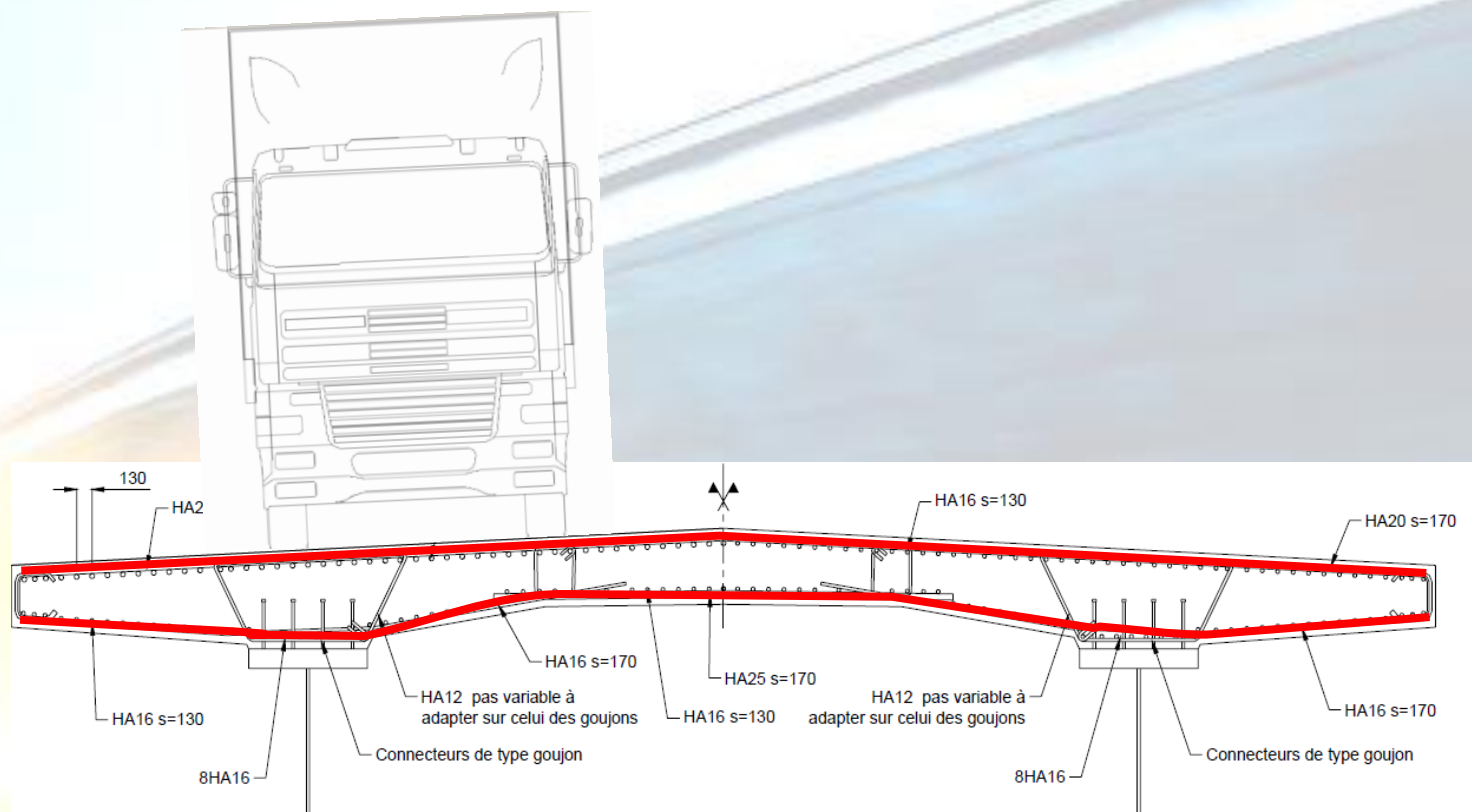 130
HA2
HA16 s=130
HA20 s=170
HA16 s=170
HA25 s=170
HA16 s=130
HA12 pas variable à
adapter sur celui des goujons
HA12 pas variable à
adapter sur celui des goujons
HA16 s=130
HA16 s=170
Connecteurs de type goujon
Connecteurs de type goujon
8HA16
8HA16